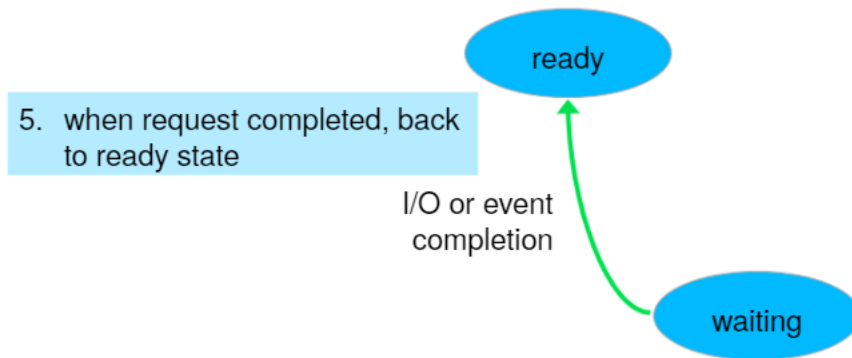 ready
5. when request completed, back
to ready state
I/O or event
completion
waiting